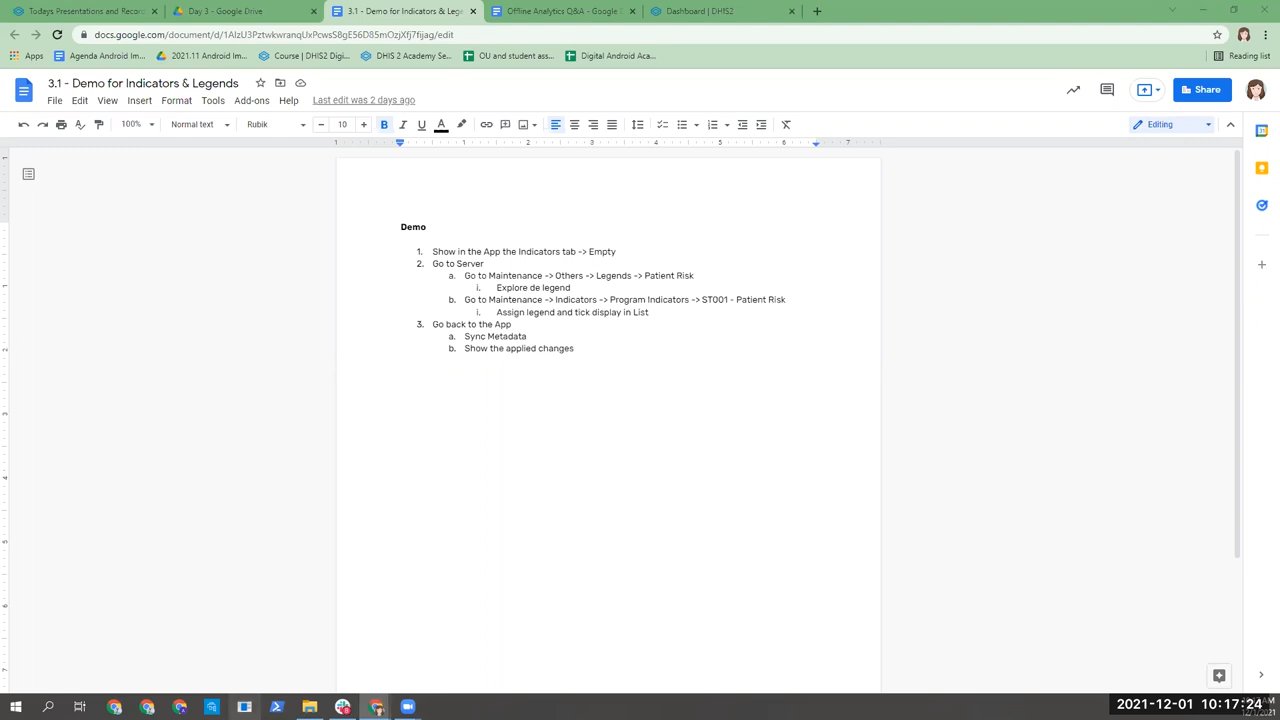 Todays Presentations and Recor
Day 3 - Google Drive
3.1 - Demo for Indicators & Lege
Offline Analytics Q&A - Google
Dashboard | DHIS2
docs.google.com/document/d/1AIzU3PztwkwranqUxPcwsS8gE56D85mOzjXfj7fijag/edit
Apps
Agenda Android Im...
2021.11 Android Im...
Course | DHIS2 Digi...
DHIS 2 Academy Se...
OU and student ass...
Digital Android Aca...
Reading list
3.1 - Demo for Indicators & Legends
File Edit View Insert Format Tools Add-ons Help Last edit was 2 days ago
Share
100% Normal text Rubik 10 Editing
Demo
1. Show in the App the Indicators tab -> Empty
2. Go to Server
a. Go to Maintenance -> Others -> Legends -> Patient Risk
i. Explore de legend
b. Go to Maintenance -> Indicators -> Program Indicators -> ST001 - Patient Risk
i. Assign legend and tick display in List
3. Go back to the App
a. Sync Metadata
b. Show the applied changes
2021-12-01 10:17:24